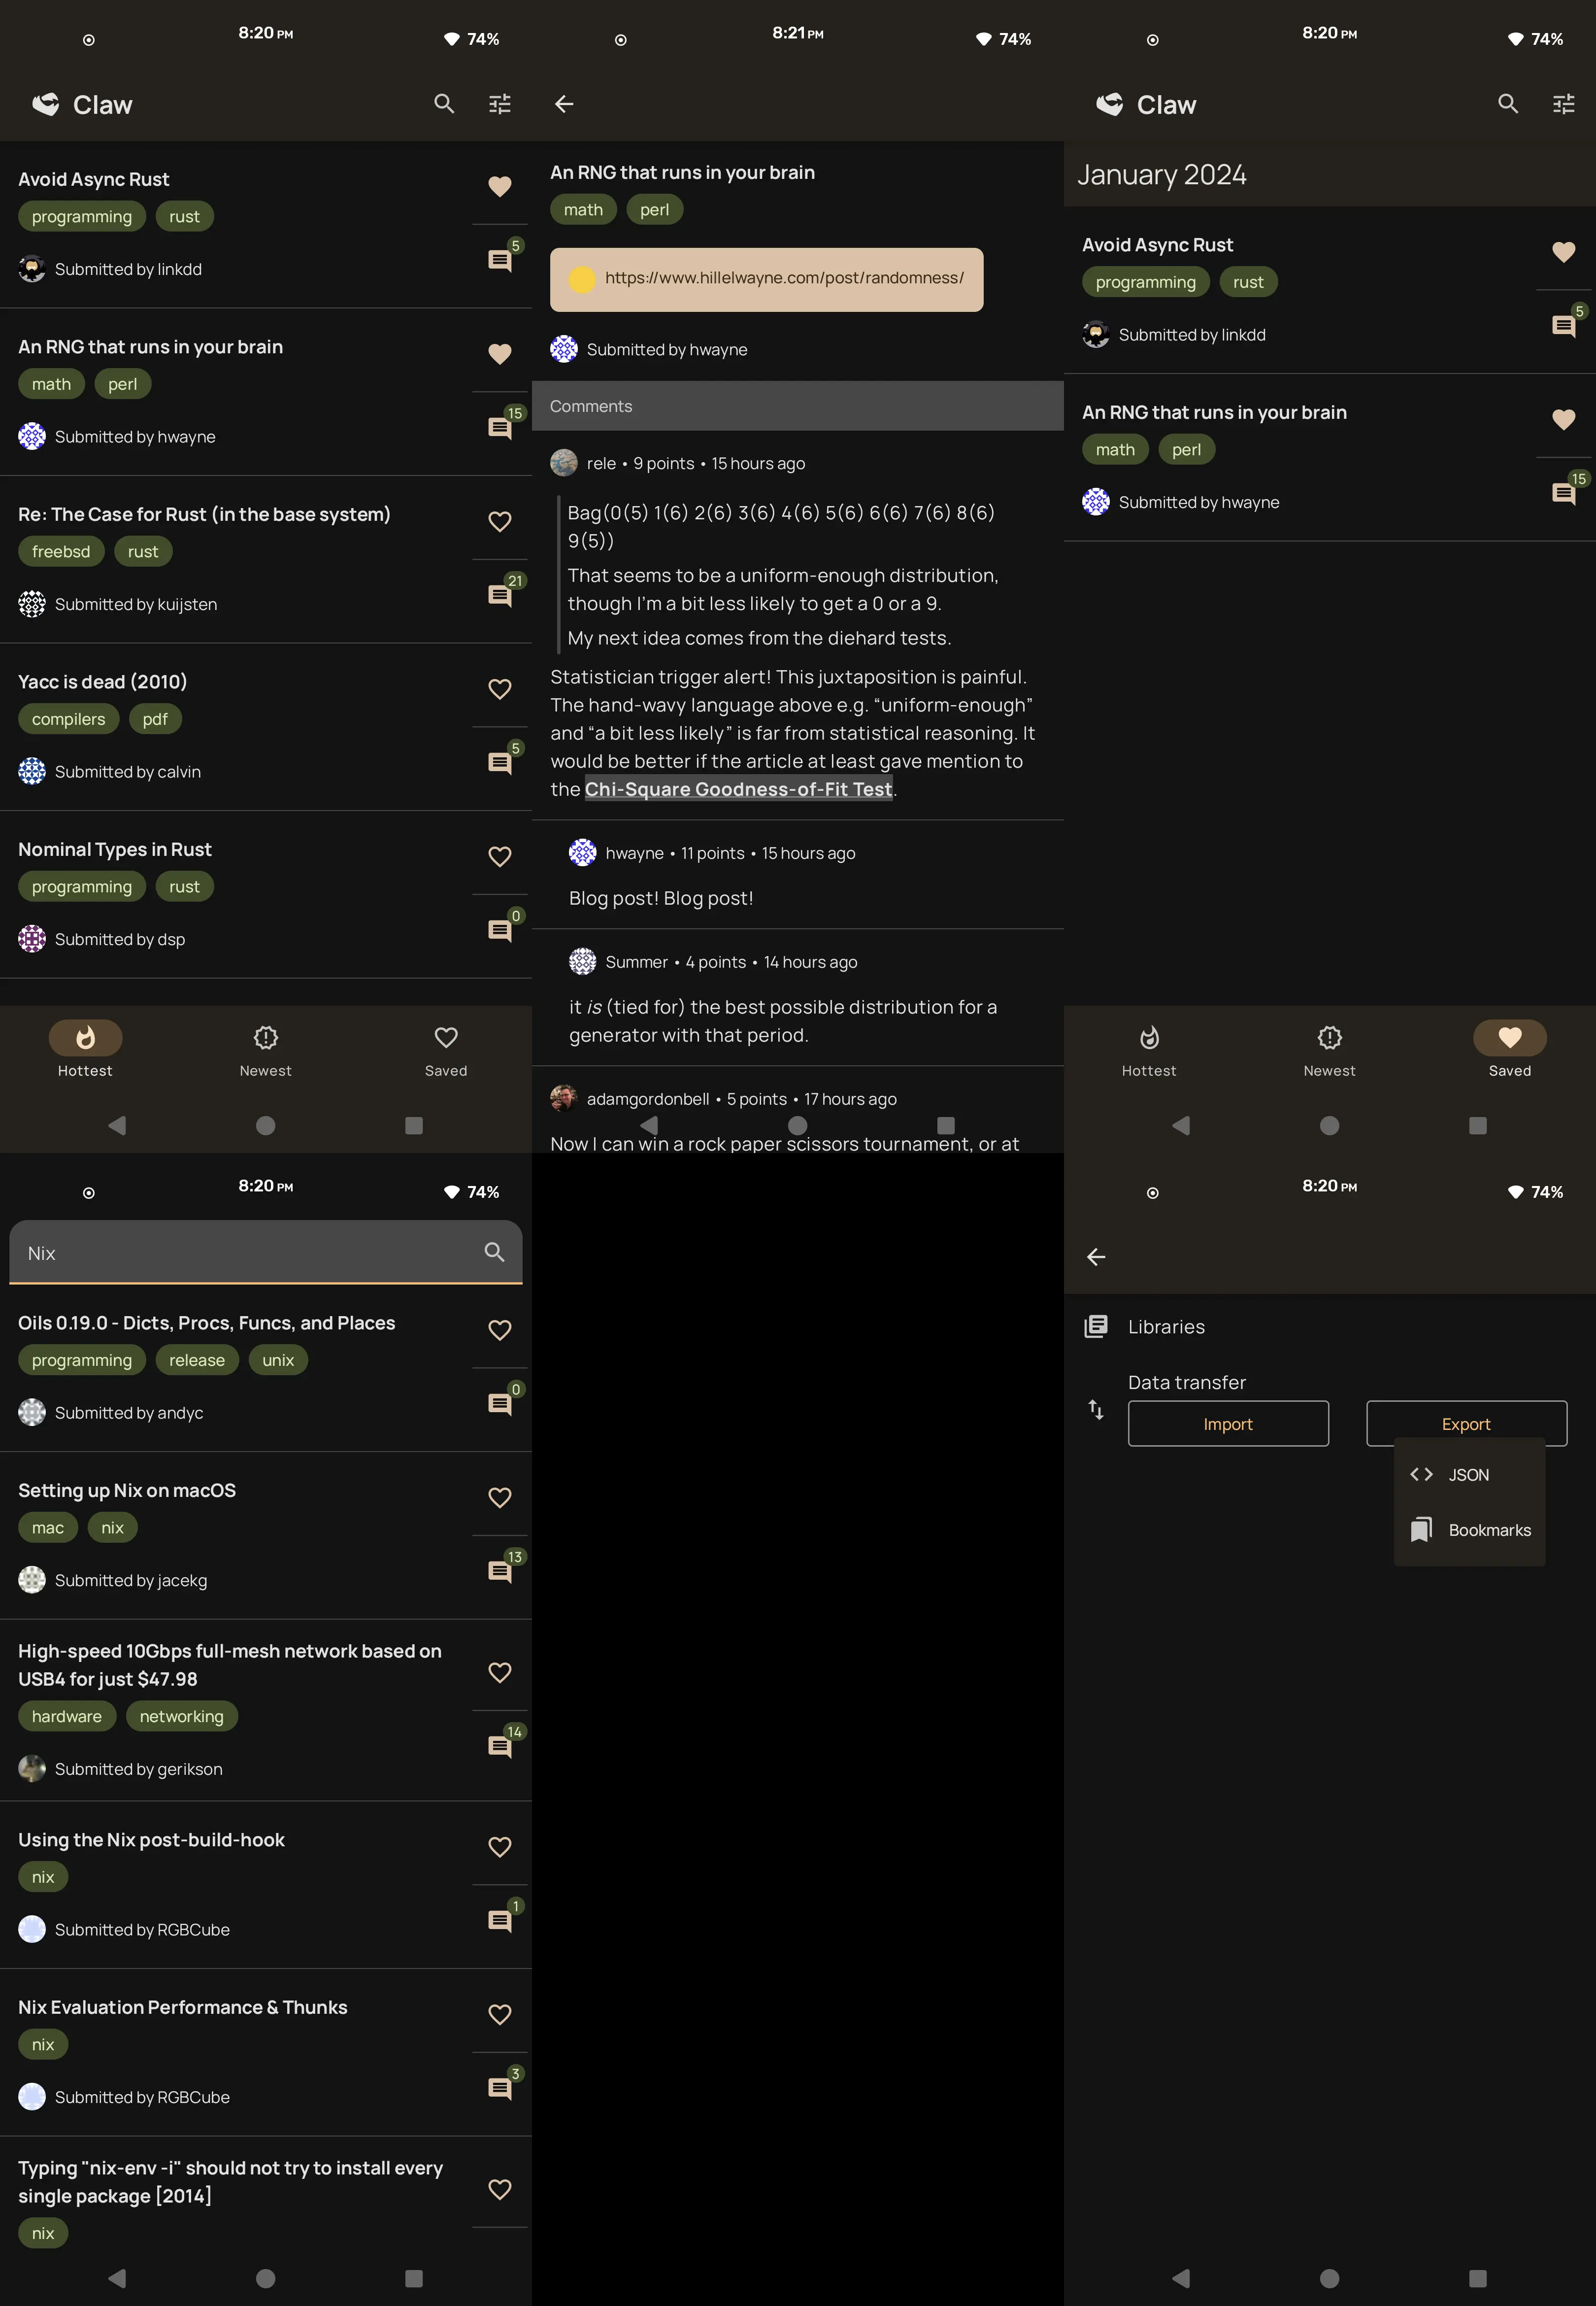 8:20 PM
74%
Claw
Avoid Async Rust
programming rust
5
Submitted by linkdd
An RNG that runs in your brain
math perl
15
Submitted by hwayne
Re: The Case for Rust (in the base system)
freebsd rust
21
Submitted by kuijsten
Yacc is dead (2010)
compilers pdf
5
Submitted by calvin
Nominal Types in Rust
programming rust
0
Submitted by dsp
Hottest Newest Saved
8:21 PM
74%
An RNG that runs in your brain
math perl
https://www.hillelwayne.com/post/randomness/
Submitted by hwayne
Comments
rele • 9 points • 15 hours ago
Bag(0(5) 1(6) 2(6) 3(6) 4(6) 5(6) 6(6) 7(6) 8(6)
9(5))
That seems to be a uniform-enough distribution,
though I'm a bit less likely to get a 0 or a 9.
My next idea comes from the diehard tests.
Statistician trigger alert! This juxtaposition is painful.
The hand-wavy language above e.g. “uniform-enough”
and “a bit less likely” is far from statistical reasoning. It
would be better if the article at least gave mention to
the Chi-Square Goodness-of-Fit Test.
hwayne • 11 points • 15 hours ago
Blog post! Blog post!
Summer • 4 points • 14 hours ago
it is (tied for) the best possible distribution for a
generator with that period.
adamgordonbell • 5 points • 17 hours ago
Now I can win a rock paper scissors tournament, or at
8:20 PM
74%
Claw
January 2024
Avoid Async Rust
programming rust
5
Submitted by linkdd
An RNG that runs in your brain
math perl
15
Submitted by hwayne
Hottest Newest Saved
8:20 PM
74%
Nix
Oils 0.19.0 - Dicts, Procs, Funcs, and Places
programming release unix
0
Submitted by andyc
Setting up Nix on macOS
mac nix
13
Submitted by jacekg
High-speed 10Gbps full-mesh network based on
USB4 for just $47.98
hardware networking
14
Submitted by gerikson
Using the Nix post-build-hook
nix
1
Submitted by RGBCube
Nix Evaluation Performance & Thunks
nix
3
Submitted by RGBCube
Typing "nix-env -i" should not try to install every
single package [2014]
nix
8:20 PM
74%
Libraries
Data transfer
Import Export
JSON
Bookmarks